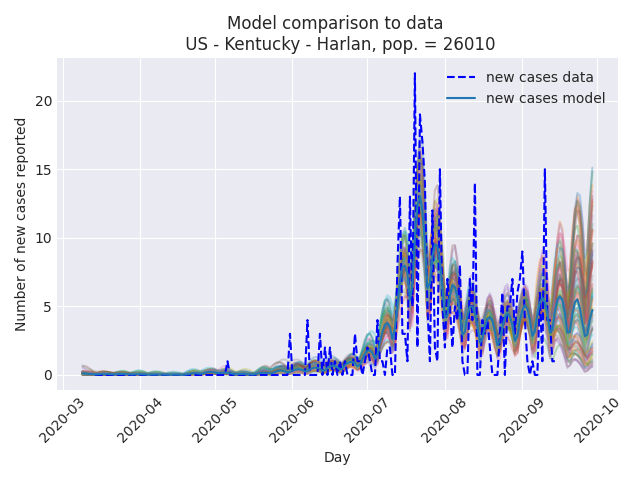 Model comparison to data
US - Kentucky - Harlan, pop. = 26010
new cases data
new cases model
Number of new cases reported
20
15
10
5
0
2020-03
2020-04
2020-05
2020-06
2020-07
2020-08
2020-09
2020-10
Day